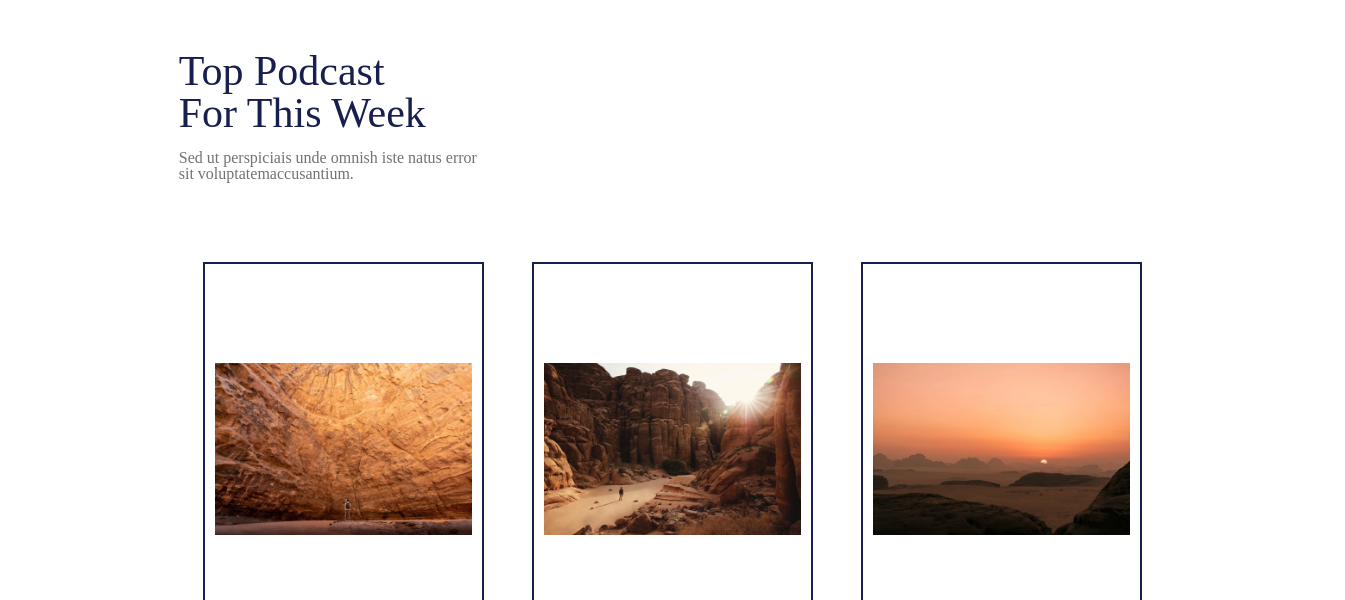 Top Podcast
For This Week
Sed ut perspiciais unde omnish iste natus error
sit voluptatemaccusantium.